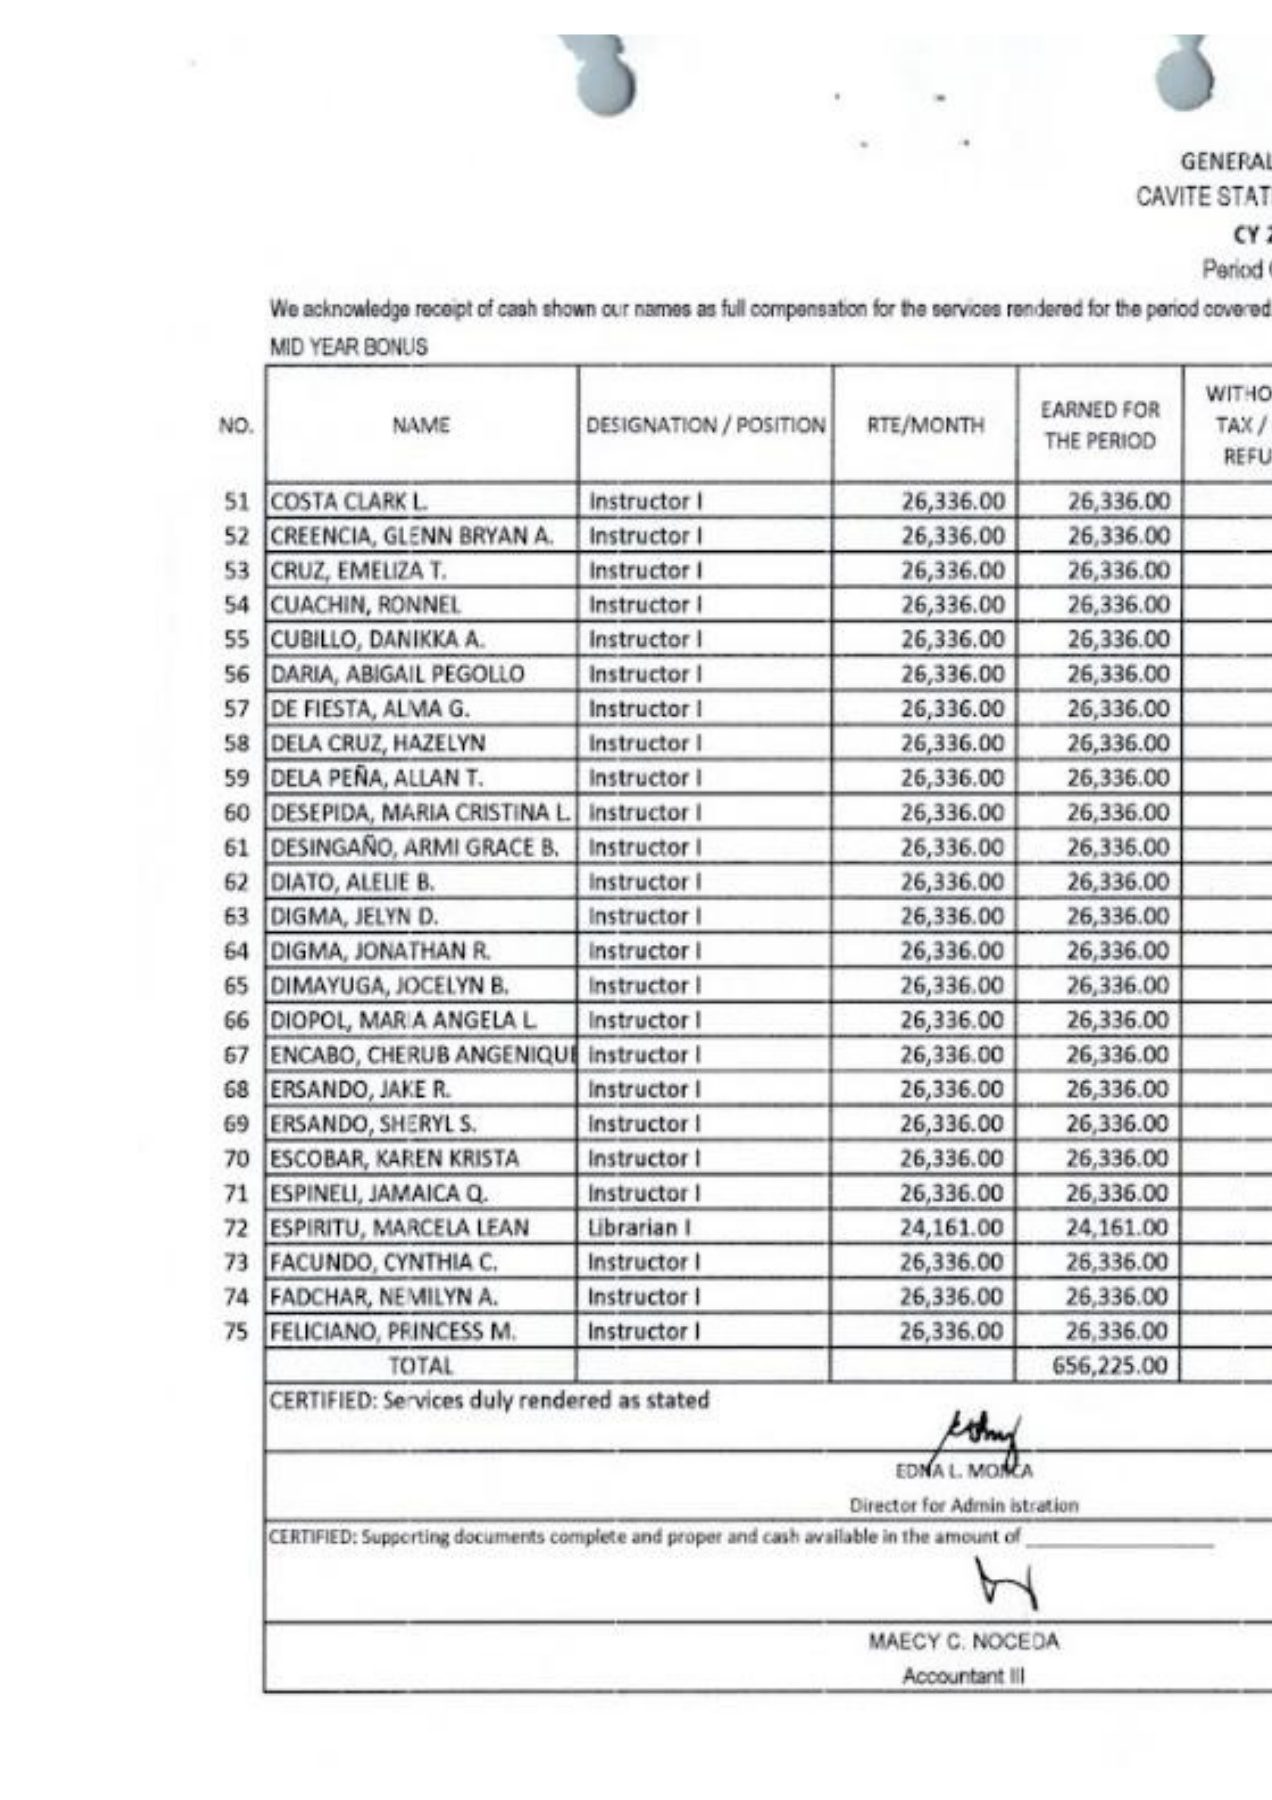 GENERAL
CAVITE STAT
CY 2
Period
We acknowledge receipt of cash shown our names as full compensation for the services rendered for the period covered
MID YEAR BONUS
NO. NAME DESIGNATION / POSITION RTE/MONTH EARNED FOR THE PERIOD WITHO TAX / REFU
51 COSTA CLARK L. Instructor I 26,336.00 26,336.00
52 CREENCIA, GLENN BRYAN A. Instructor I 26,336.00 26,336.00
53 CRUZ, EMELIZA T. Instructor I 26,336.00 26,336.00
54 CUACHIN, RONNEL Instructor I 26,336.00 26,336.00
55 CUBILLO, DANIKKA A. Instructor I 26,336.00 26,336.00
56 DARIA, ABIGAIL PEGOLLO Instructor I 26,336.00 26,336.00
57 DE FIESTA, ALMA G. Instructor I 26,336.00 26,336.00
58 DELA CRUZ, HAZELYN Instructor I 26,336.00 26,336.00
59 DELA PEÑA, ALLAN T. Instructor I 26,336.00 26,336.00
60 DESEPIDA, MARIA CRISTINA L. Instructor I 26,336.00 26,336.00
61 DESINGAÑO, ARMI GRACE B. Instructor I 26,336.00 26,336.00
62 DIATO, ALELIE B. Instructor I 26,336.00 26,336.00
63 DIGMA, JELYN D. Instructor I 26,336.00 26,336.00
64 DIGMA, JONATHAN R. Instructor I 26,336.00 26,336.00
65 DIMAYUGA, JOCELYN B. Instructor I 26,336.00 26,336.00
66 DIOPOL, MARIA ANGELA L. Instructor I 26,336.00 26,336.00
67 ENCABO, CHERUB ANGENIQUE Instructor I 26,336.00 26,336.00
68 ERSANDO, JAKE R. Instructor I 26,336.00 26,336.00
69 ERSANDO, SHERYL S. Instructor I 26,336.00 26,336.00
70 ESCOBAR, KAREN KRISTA Instructor I 26,336.00 26,336.00
71 ESPINELI, JAMAICA Q. Instructor I 26,336.00 26,336.00
72 ESPIRITU, MARCELA LEAN Librarian I 24,161.00 24,161.00
73 FACUNDO, CYNTHIA C. Instructor I 26,336.00 26,336.00
74 FADCHAR, NEMILYN A. Instructor I 26,336.00 26,336.00
75 FELICIANO, PRINCESS M. Instructor I 26,336.00 26,336.00
TOTAL 656,225.00
CERTIFIED: Services duly rendered as stated
EDNA L.
Director for Admin istration
CERTIFIED: Supporting documents complete and proper and cash available in the amount of
MAECY C. NOCEDA
Accountant III